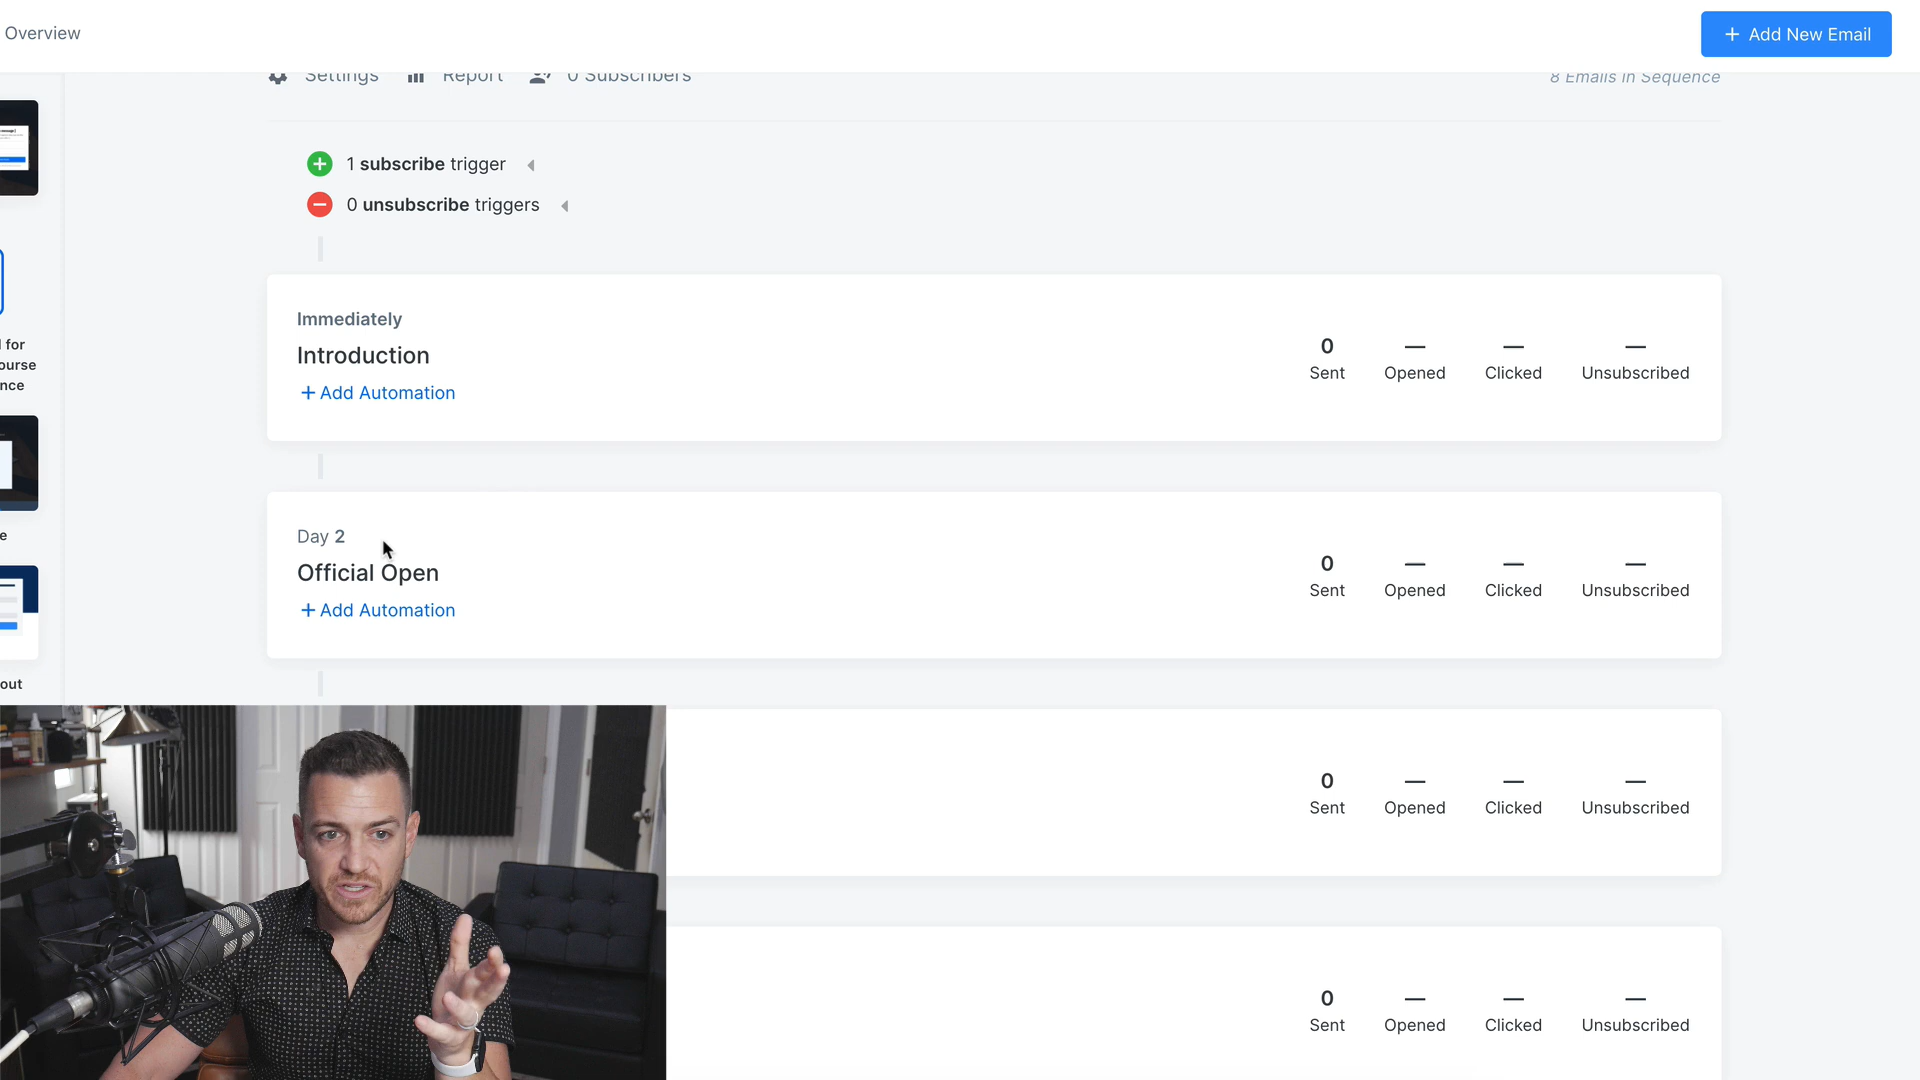 Overview
+ Add New Email
Settings Report 0 Subscribers
8 Emails in Sequence
1 subscribe trigger
0 unsubscribe triggers
for
ourse
nce
e
out
Immediately
Introduction
+ Add Automation
0 — — —
Sent Opened Clicked Unsubscribed
Day 2
Official Open
+ Add Automation
0 — — —
Sent Opened Clicked Unsubscribed
0 — — —
Sent Opened Clicked Unsubscribed
0 — — —
Sent Opened Clicked Unsubscribed